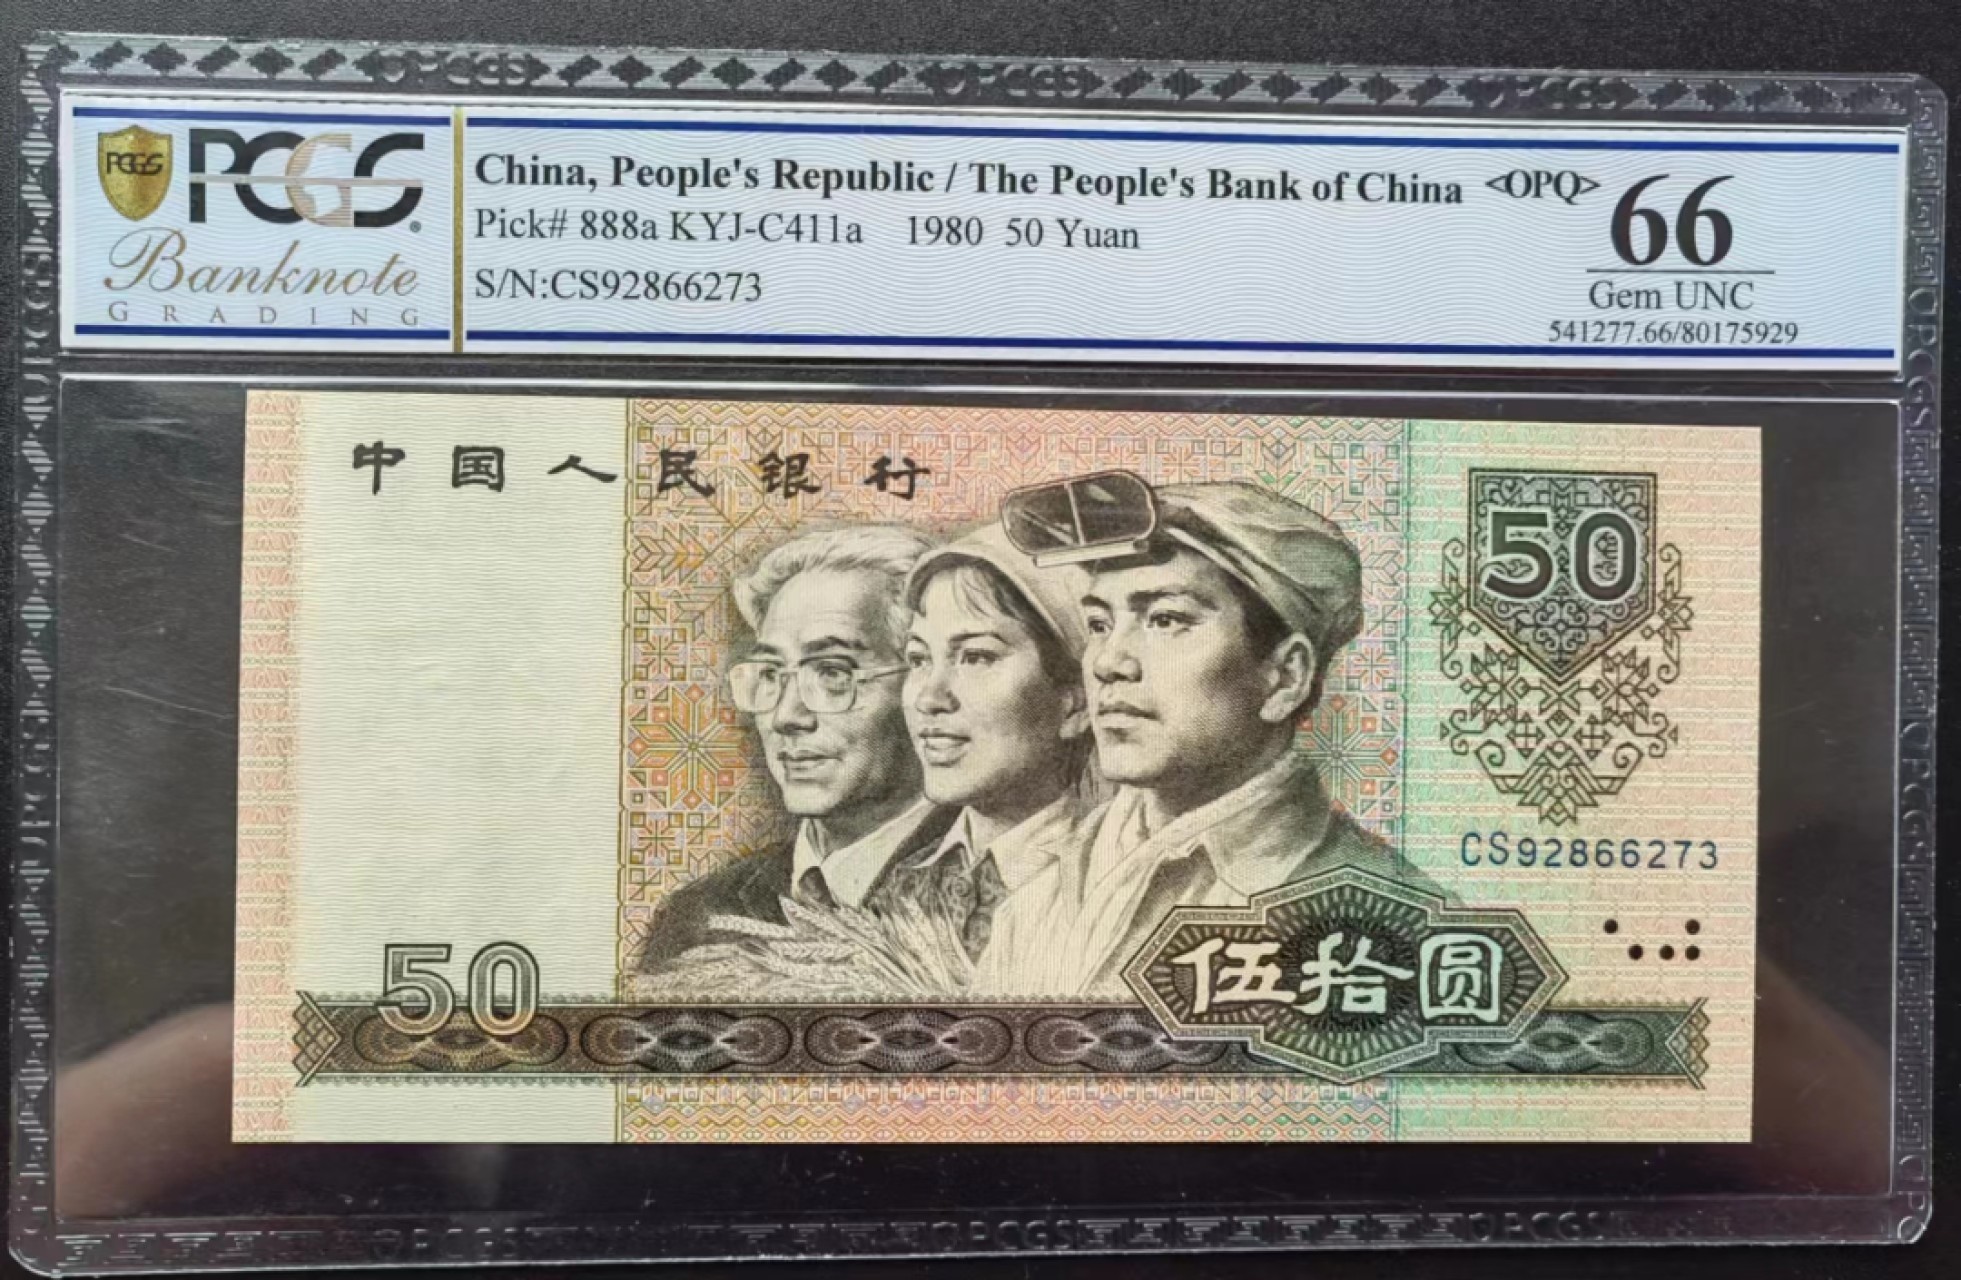 PCGS
PCGS
Banknote
GRADING
China, People's Republic / The People's Bank of China <OPQ>
Pick# 888a KYJ-C411a 1980 50 Yuan
S/N:CS92866273
66
Gem UNC
541277.66/80175929
中国人民银行
50
CS92866273
50
伍拾圆